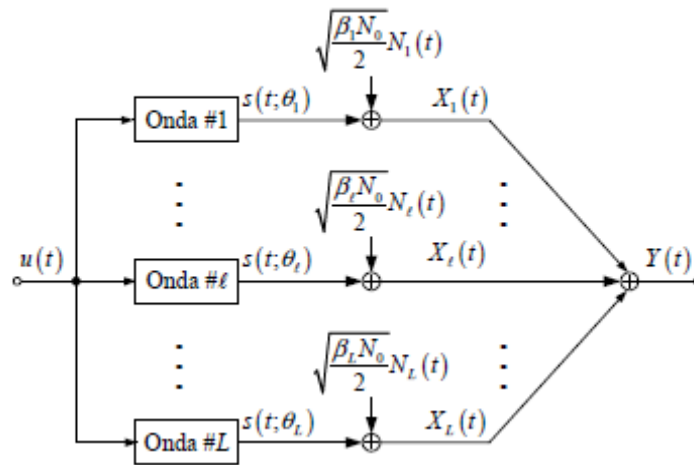 √(β₁N₀/2) N₁(t)
Onda #1 s(t;θ₁) X₁(t)
√(β_ℓN₀/2) N_ℓ(t)
u(t) Onda #ℓ s(t;θ_ℓ) X_ℓ(t) Y(t)
√(β_LN₀/2) N_L(t)
Onda #L s(t;θ_L) X_L(t)